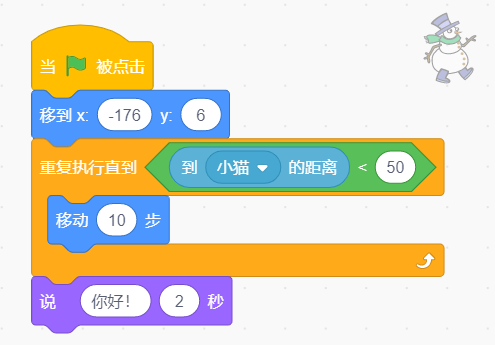 当 被点击
移到 x: -176 y: 6
重复执行直到 到 小猫 的距离 < 50
移动 10 步
说 你好！ 2 秒